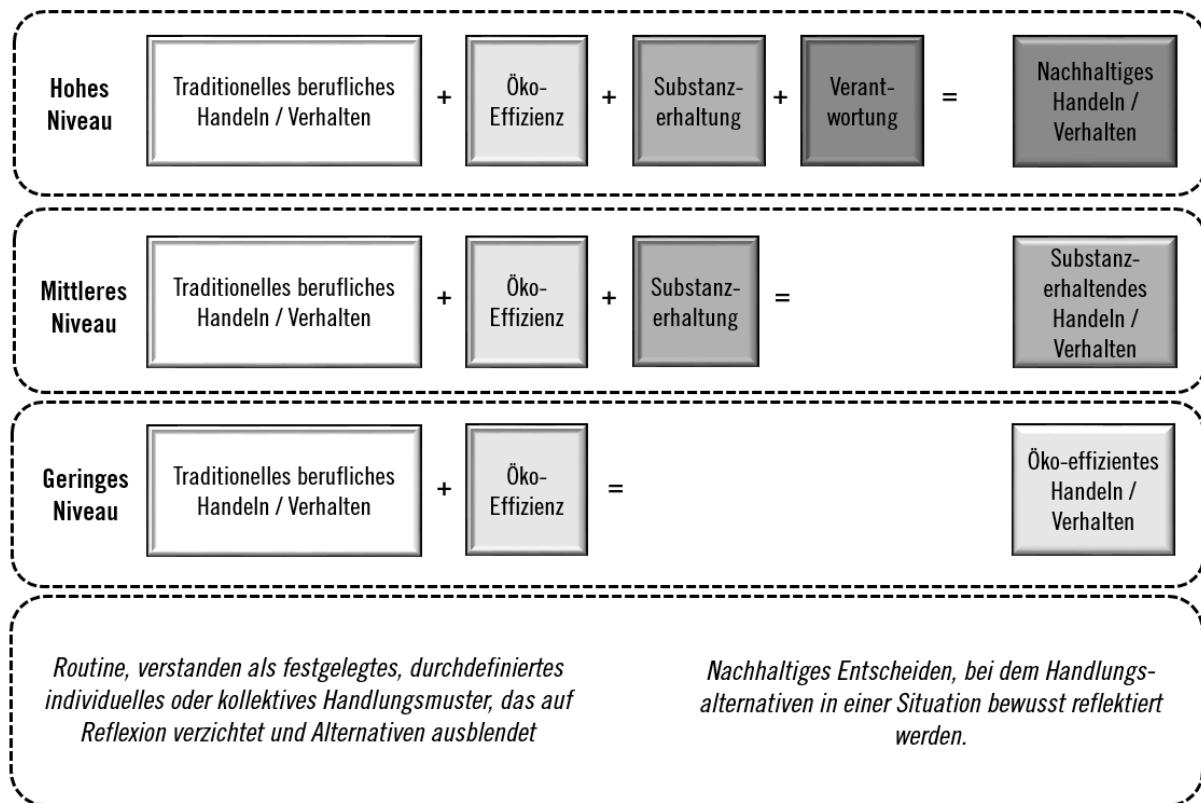 Hohes
Niveau
Traditionelles berufliches
Handeln / Verhalten
+
Öko-
Effizienz
+
Substanz-
erhaltung
+
Verant-
wortung
=
Nachhaltiges
Handeln /
Verhalten
Mittleres
Niveau
Traditionelles berufliches
Handeln / Verhalten
+
Öko-
Effizienz
+
Substanz-
erhaltung
=
Substanz-
erhaltendes
Handeln /
Verhalten
Geringes
Niveau
Traditionelles berufliches
Handeln / Verhalten
+
Öko-
Effizienz
=
Öko-effizientes
Handeln /
Verhalten
Routine, verstanden als festgelegtes, durchdefiniertes
individuelles oder kollektives Handlungsmuster, das auf
Reflexion verzichtet und Alternativen ausblendet
Nachhaltiges Entscheiden, bei dem Handlungs-
alternativen in einer Situation bewusst reflektiert
werden.